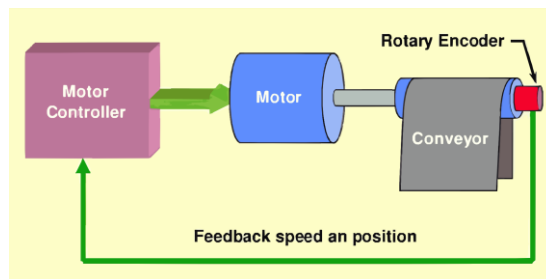 Rotary Encoder
Motor
Controller
Motor
Conveyor
Feedback speed an position